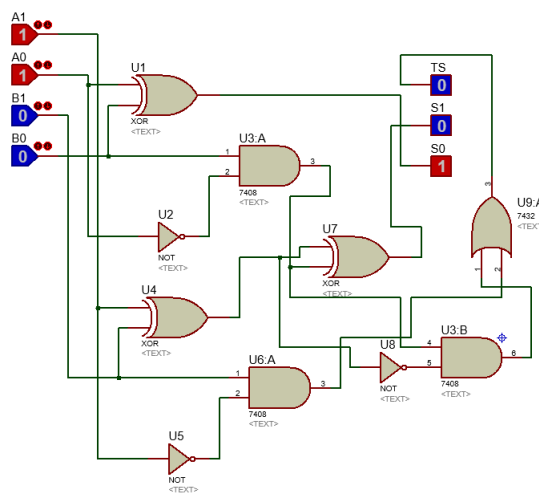 A1
1
A0
1
B1
0
B0
0
U1
XOR
<TEXT>
U3:A
1
2
3
7408
<TEXT>
U2
NOT
<TEXT>
TS
0
S1
0
S0
1
U9:A
3
1
2
7432
<TEXT
U7
XOR
<TEXT>
U4
XOR
<TEXT>
U6:A
1
2
3
7408
<TEXT>
U8
NOT
<TEXT>
U3:B
4
5
6
7408
<TEXT>
U5
NOT
<TEXT>